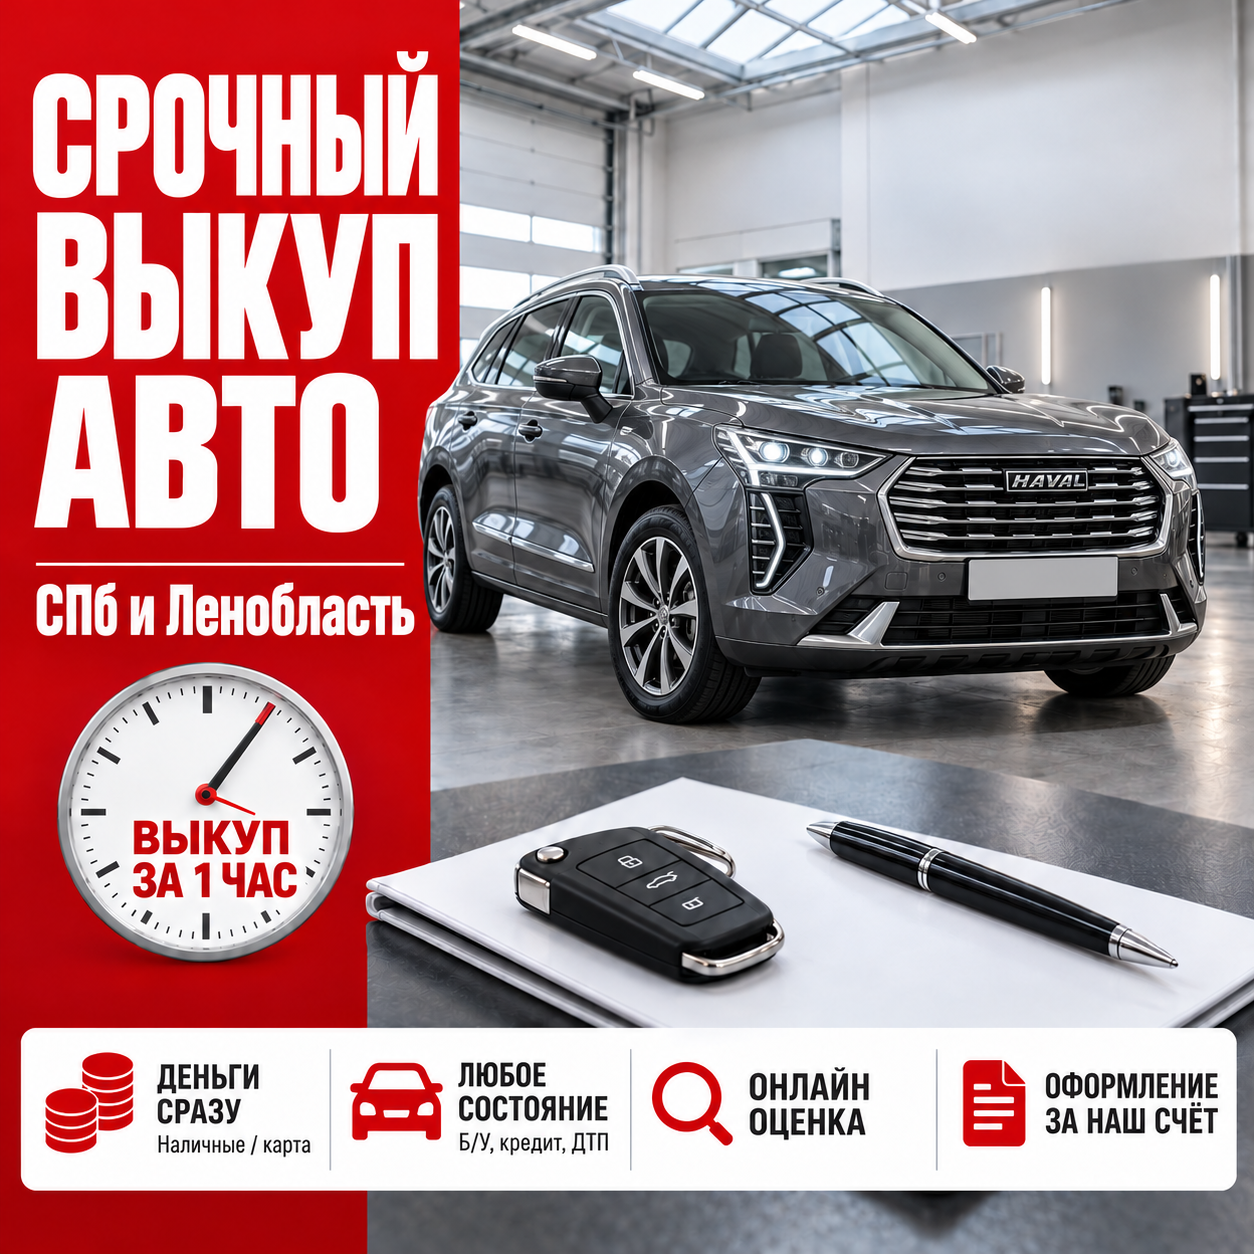 СРОЧНЫЙ
ВЫКУП
АВТО
СПб и Ленобласть
HAVAL
ВЫКУП
ЗА 1 ЧАС
ДЕНЬГИ
СРАЗУ
Наличные / карта
ЛЮБОЕ
СОСТОЯНИЕ
Б/У, кредит, ДТП
ОНЛАЙН
ОЦЕНКА
ОФОРМЛЕНИЕ
ЗА НАШ СЧЁТ